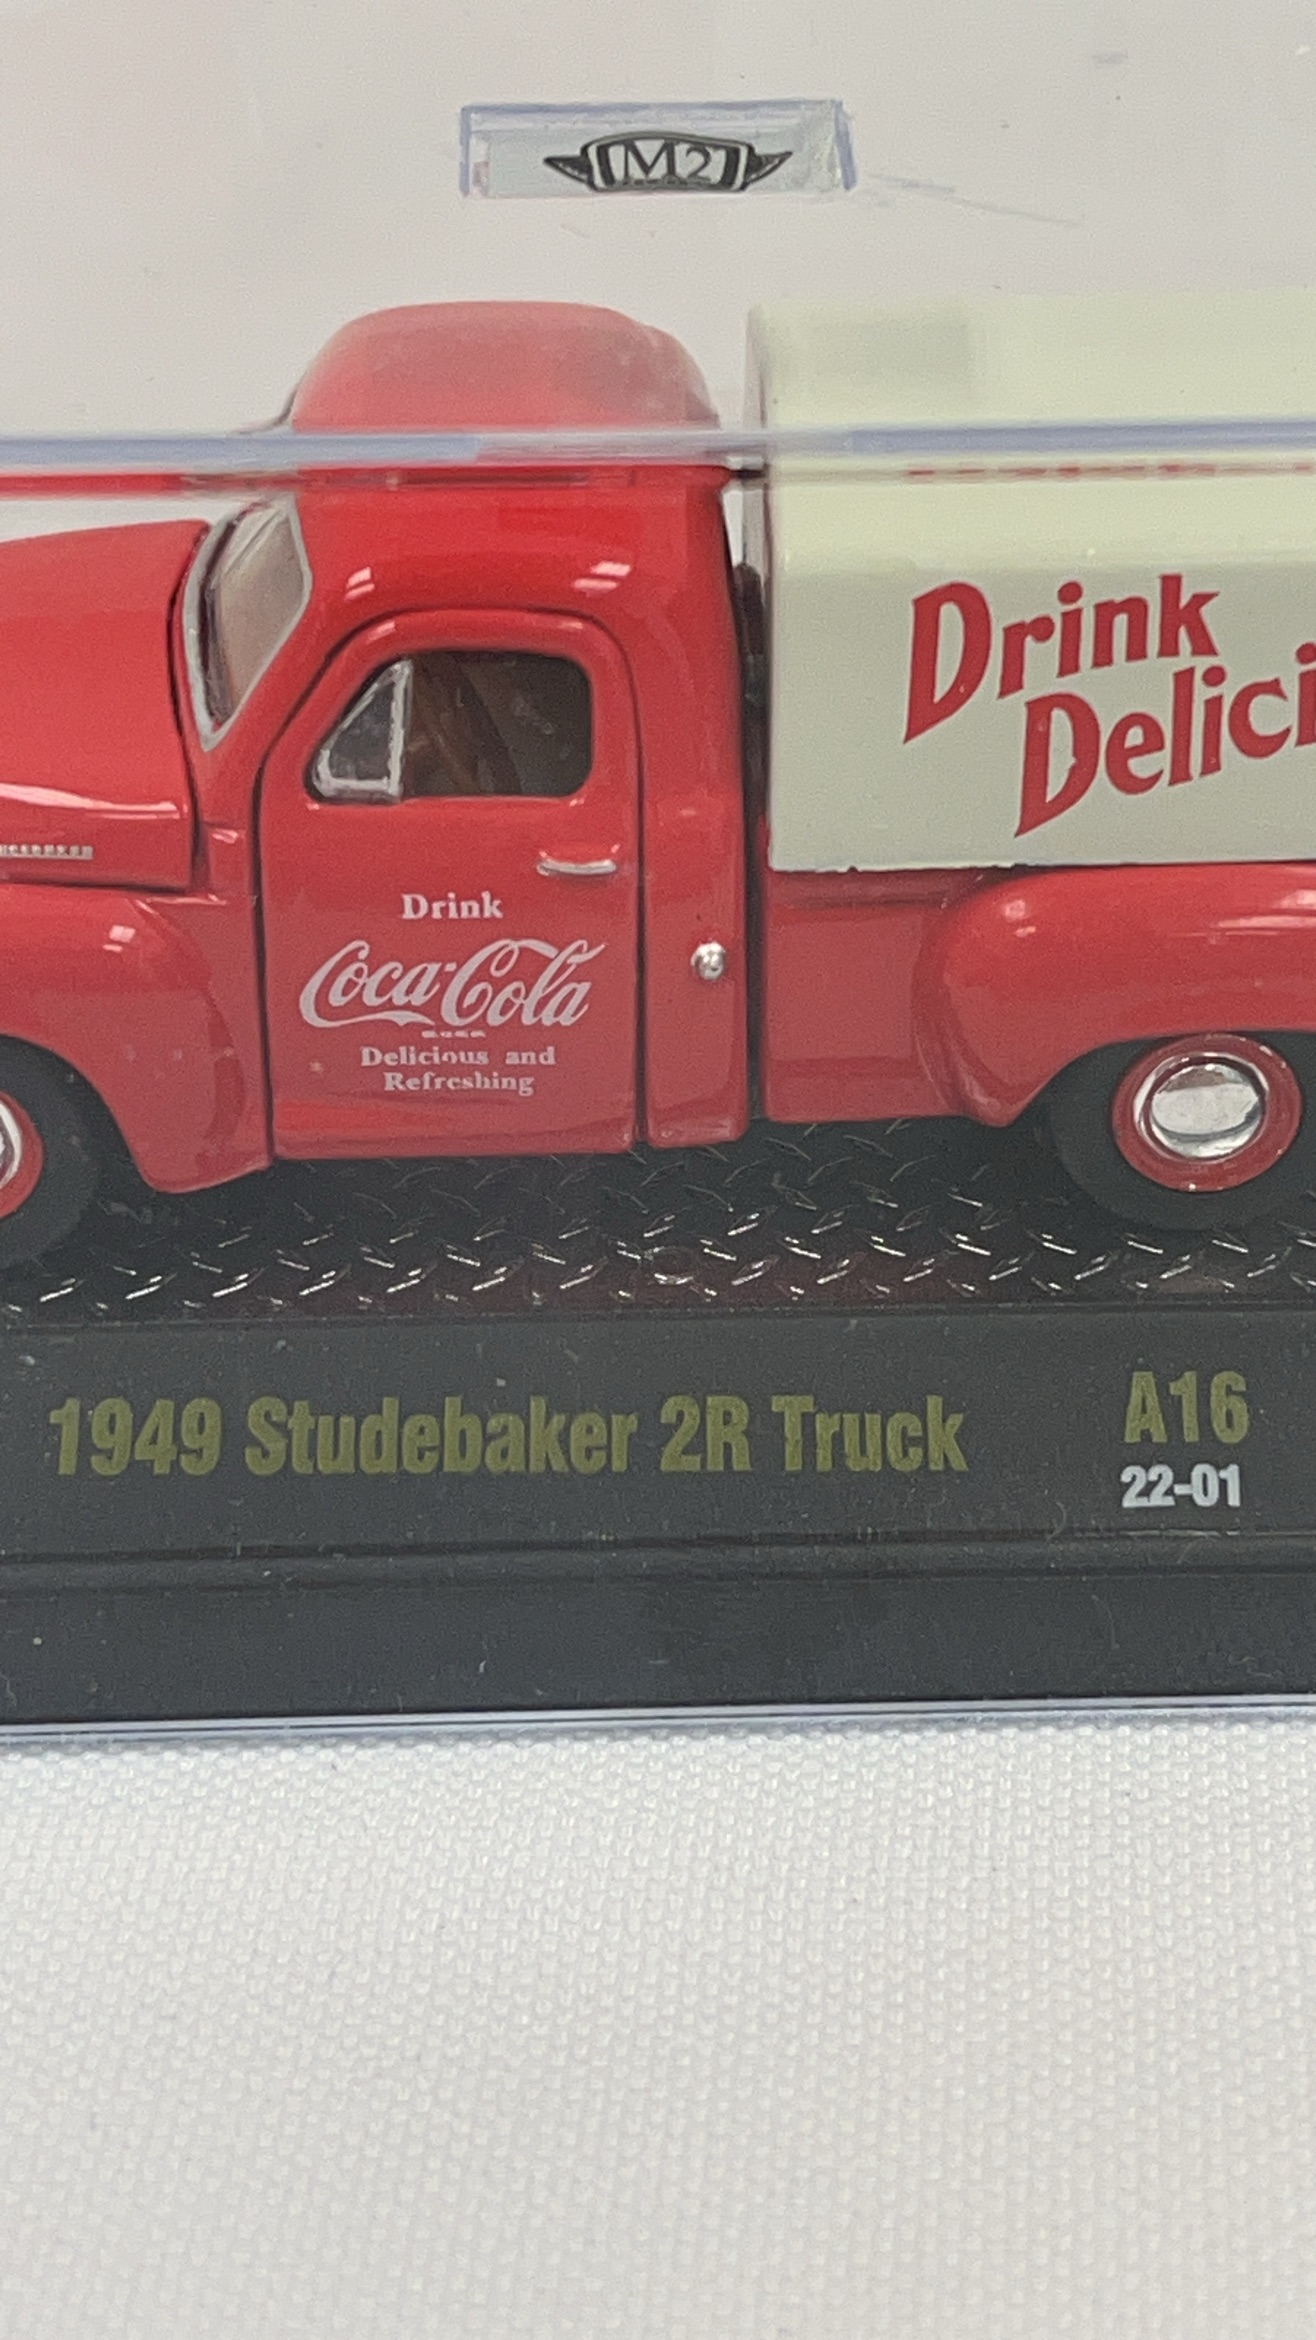 M2
Drink
Delici
Drink
Coca-Cola
Delicious and
Refreshing
1949 Studebaker 2R Truck
A16
22-01